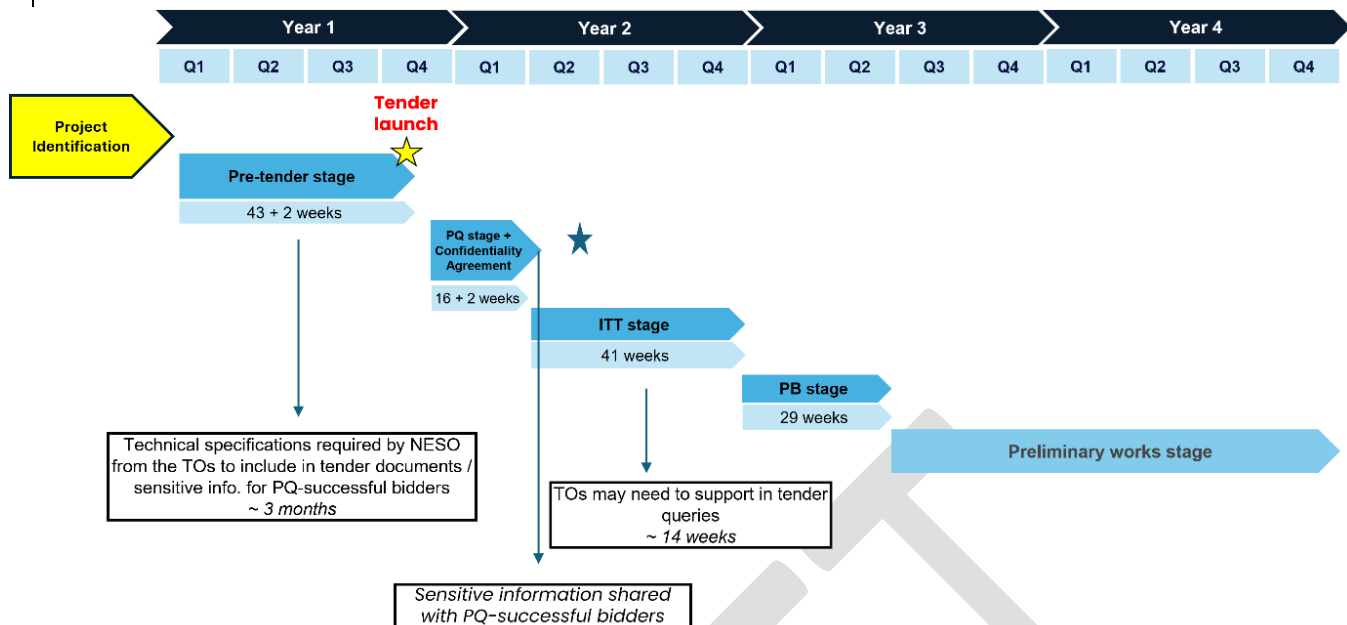 Year 1 Year 2 Year 3 Year 4
Q1 Q2 Q3 Q4 Q1 Q2 Q3 Q4 Q1 Q2 Q3 Q4 Q1 Q2 Q3 Q4
Project
Identification
Tender
launch
Pre-tender stage
43 + 2 weeks
PQ stage +
Confidentiality
Agreement
16 + 2 weeks
ITT stage
41 weeks
PB stage
29 weeks
Preliminary works stage
Technical specifications required by NESO
from the TOs to include in tender documents /
sensitive info. for PQ-successful bidders
~ 3 months
TOs may need to support in tender
queries
~ 14 weeks
Sensitive information shared
with PQ-successful bidders